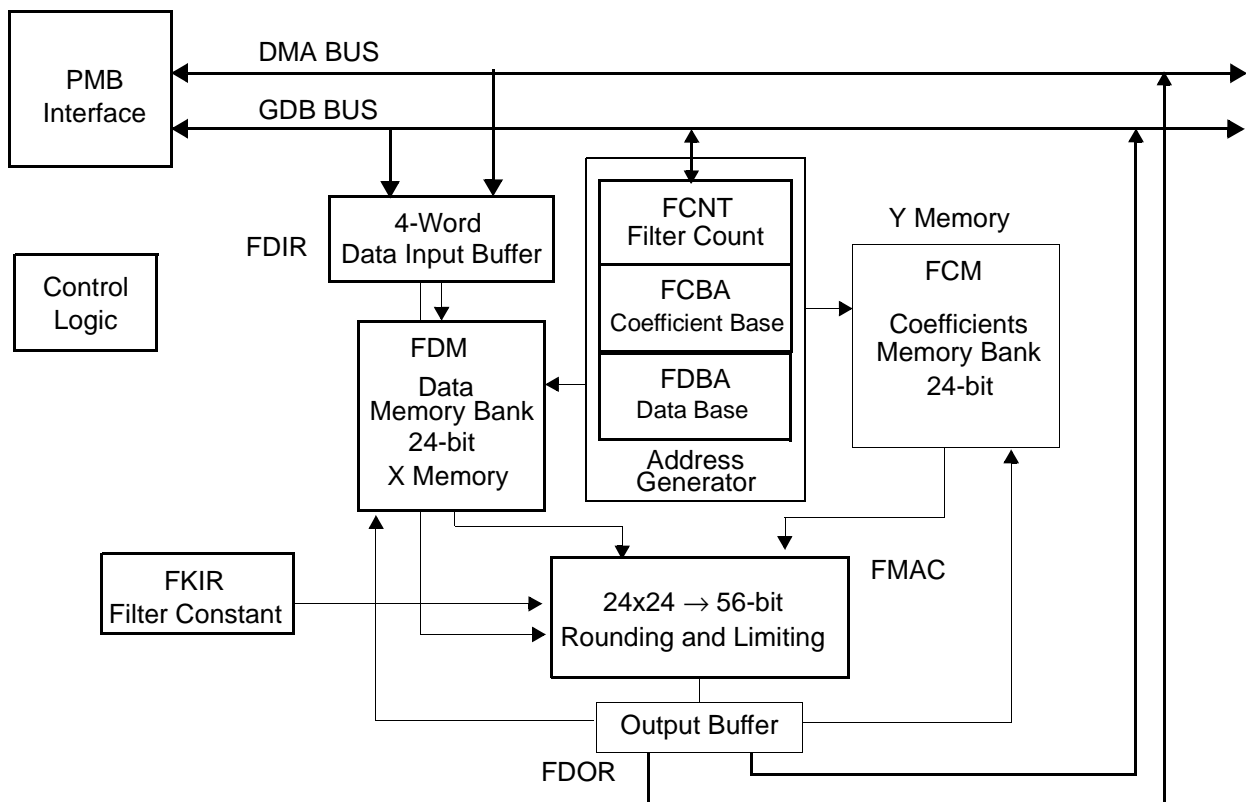 DMA BUS
PMB
Interface
GDB BUS
FCNT
Filter Count
4-Word
Data Input Buffer
FDIR
Y Memory
Control
Logic
FCBA
Coefficient Base
FCM
Coefficients
Memory Bank
24-bit
FDM
Data
Memory Bank
24-bit
X Memory
FDBA
Data Base
Address
Generator
FKIR
Filter Constant
FMAC
24x24 → 56-bit
Rounding and Limiting
Output Buffer
FDOR